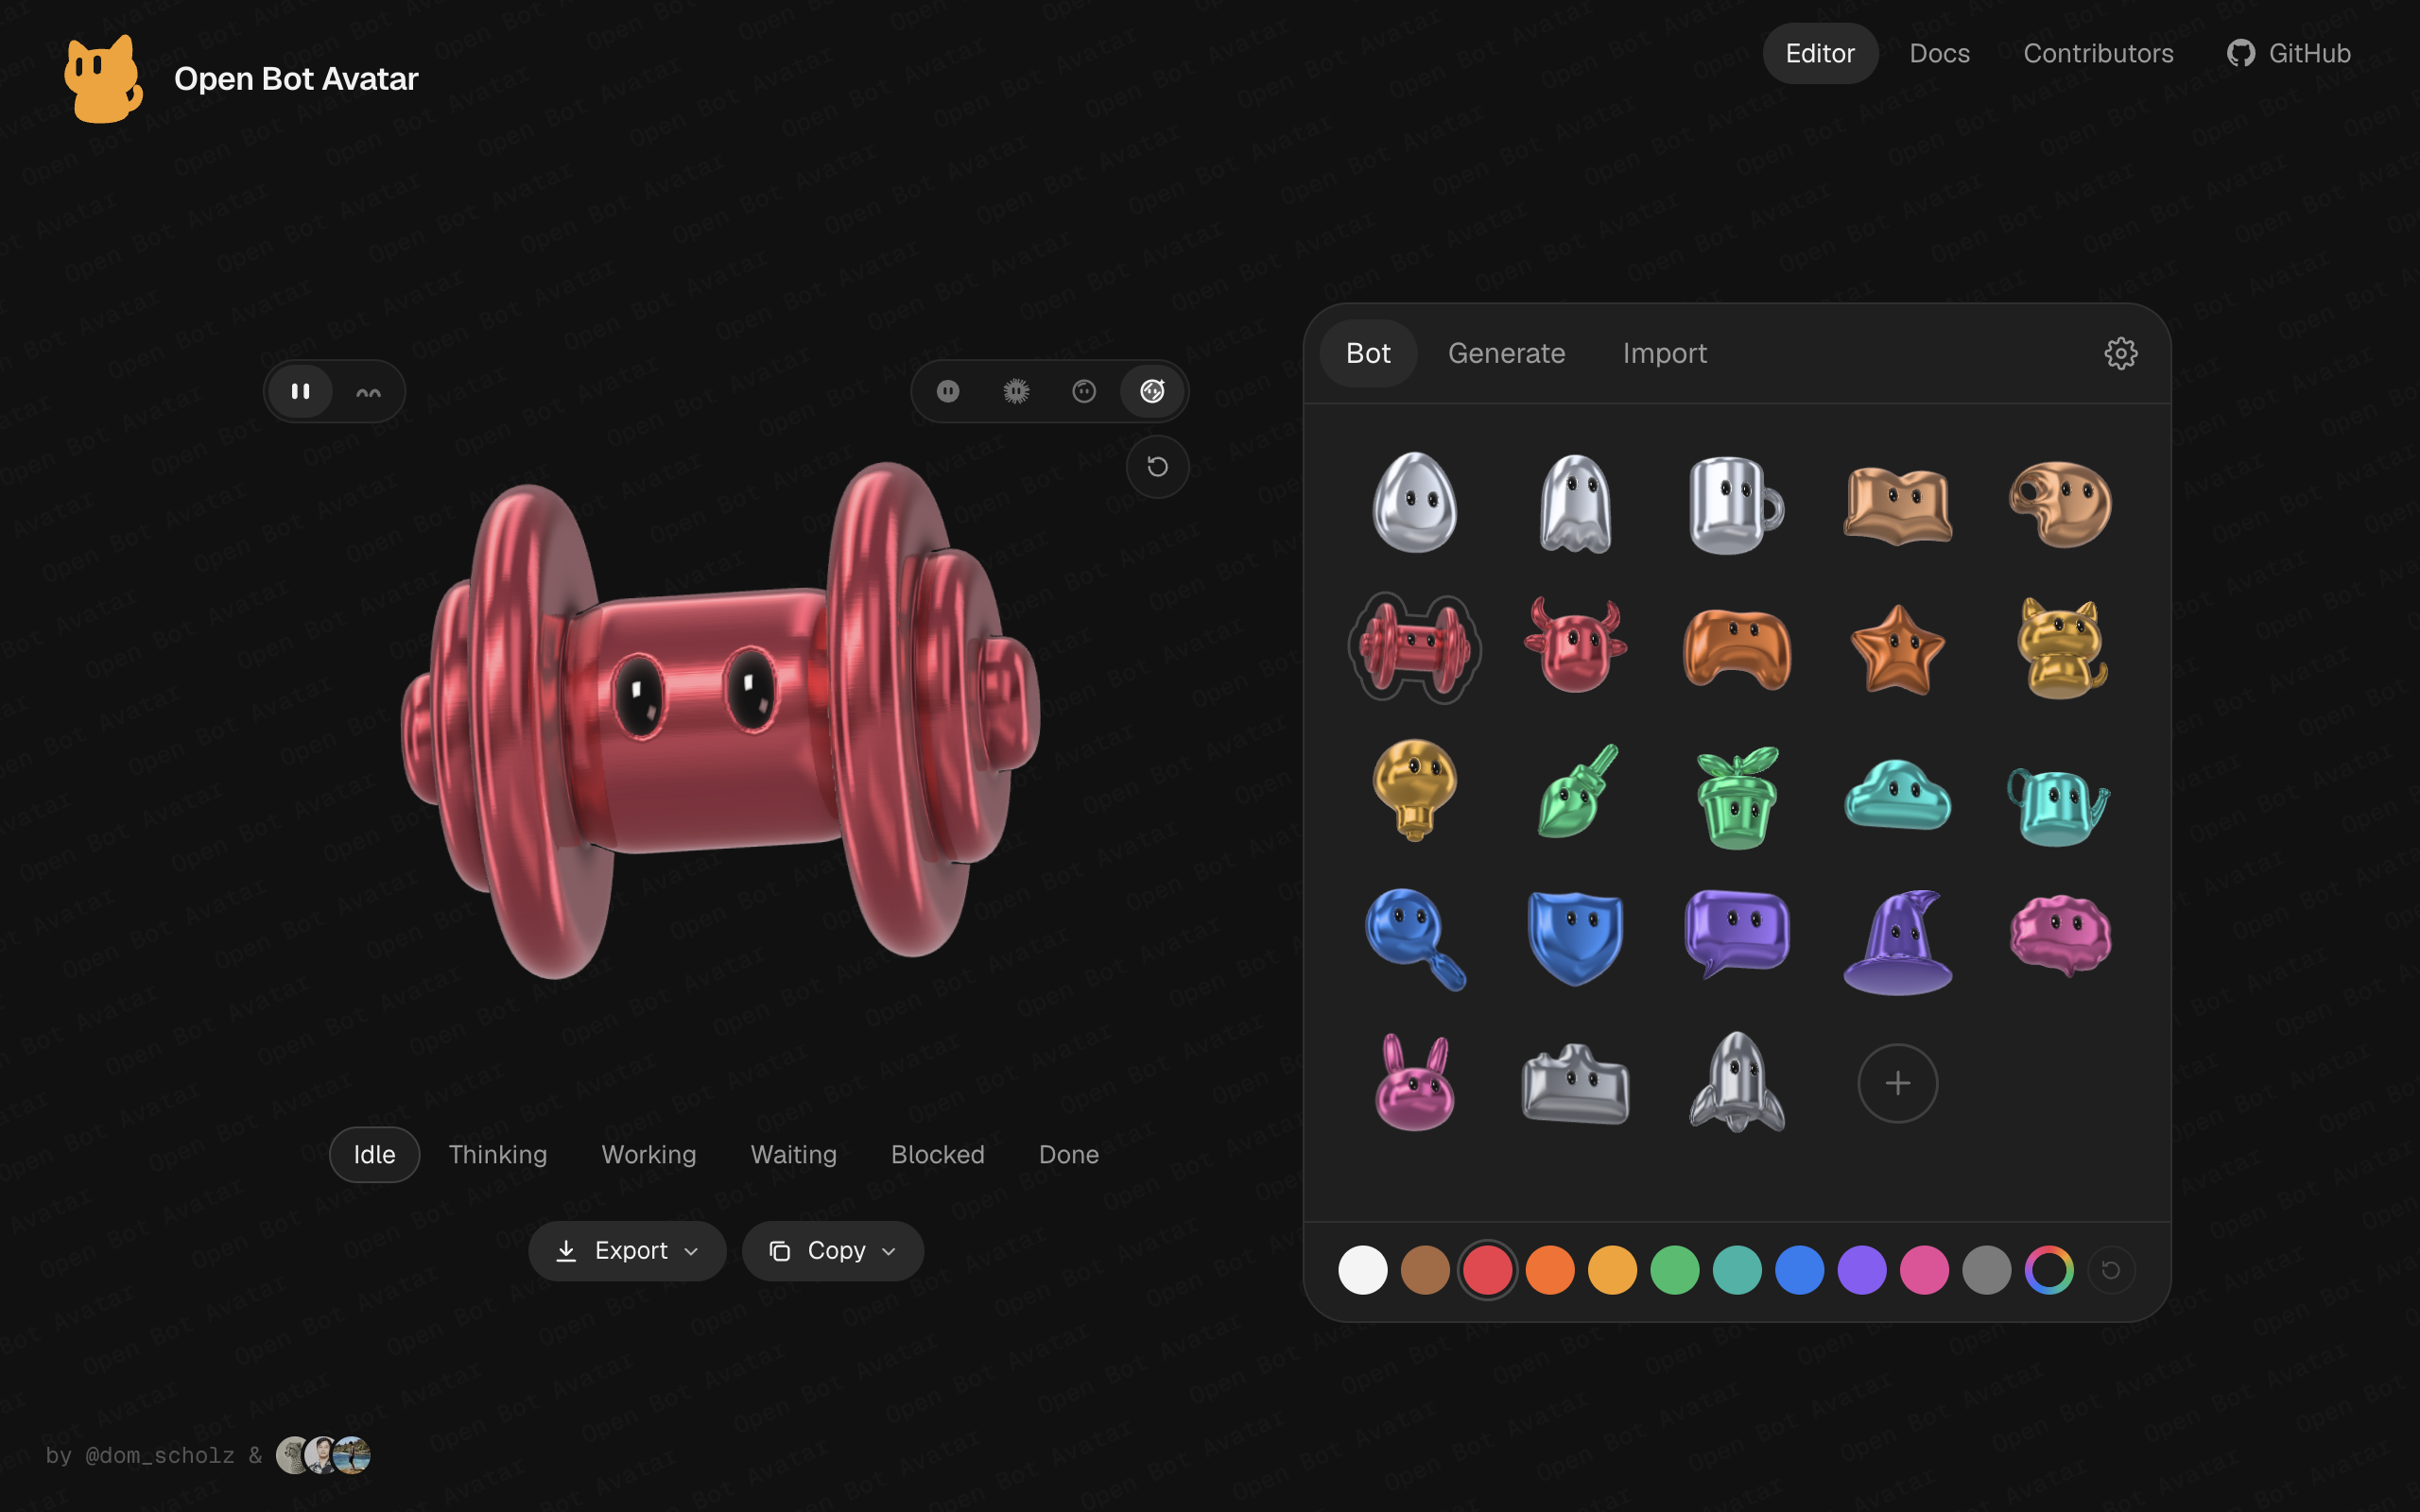 Open Bot Avatar
Editor
Docs
Contributors
GitHub
Bot
Generate
Import
Idle
Thinking
Working
Waiting
Blocked
Done
Export
Copy
by @dom_scholz &